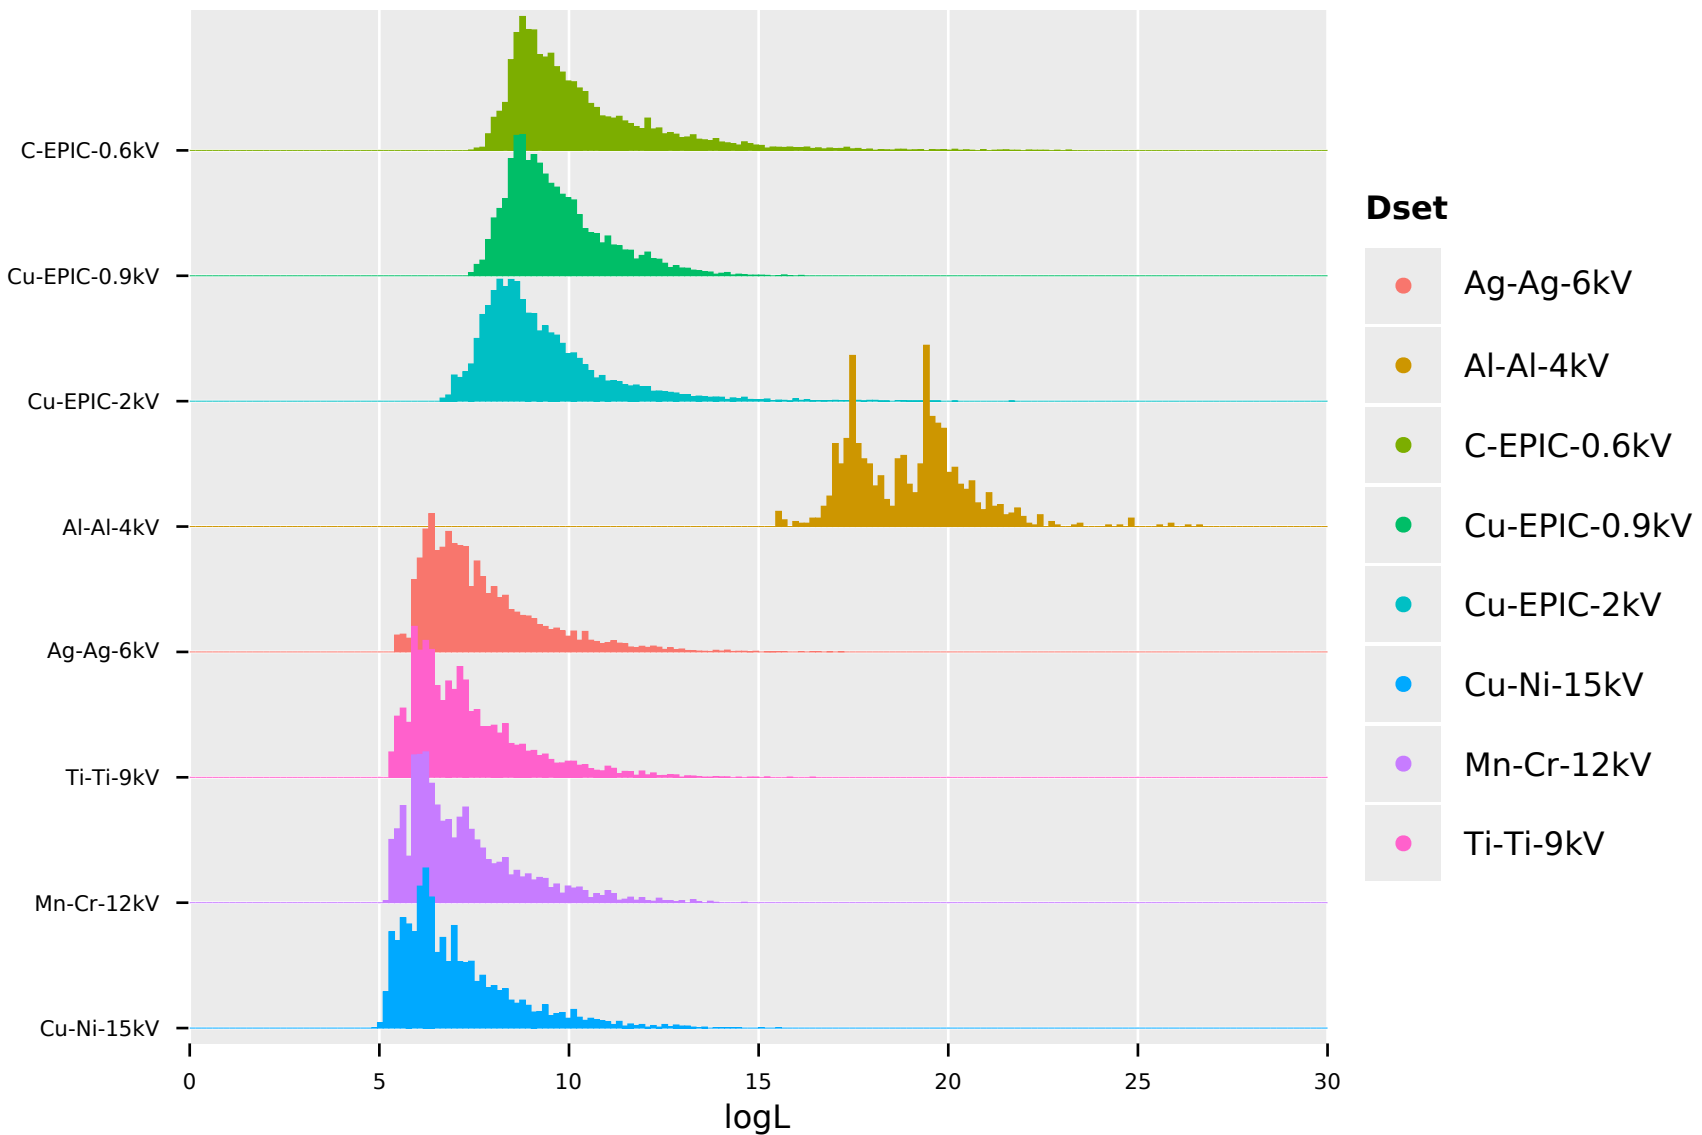 C-EPIC-0.6kV
Cu-EPIC-0.9kV
Cu-EPIC-2kV
Al-Al-4kV
Ag-Ag-6kV
Ti-Ti-9kV
Mn-Cr-12kV
Cu-Ni-15kV
0 5 10 15 20 25 30
logL
Dset
Ag-Ag-6kV
Al-Al-4kV
C-EPIC-0.6kV
Cu-EPIC-0.9kV
Cu-EPIC-2kV
Cu-Ni-15kV
Mn-Cr-12kV
Ti-Ti-9kV